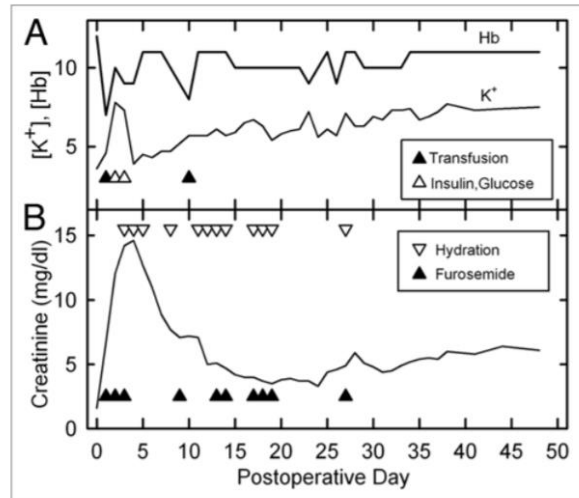 A
[K+], [Hb]
10
5
Hb
K+
▲ Transfusion
△ Insulin,Glucose
B
Creatinine (mg/dl)
15
10
5
0
▽ Hydration
▲ Furosemide
0 5 10 15 20 25 30 35 40 45 50
Postoperative Day